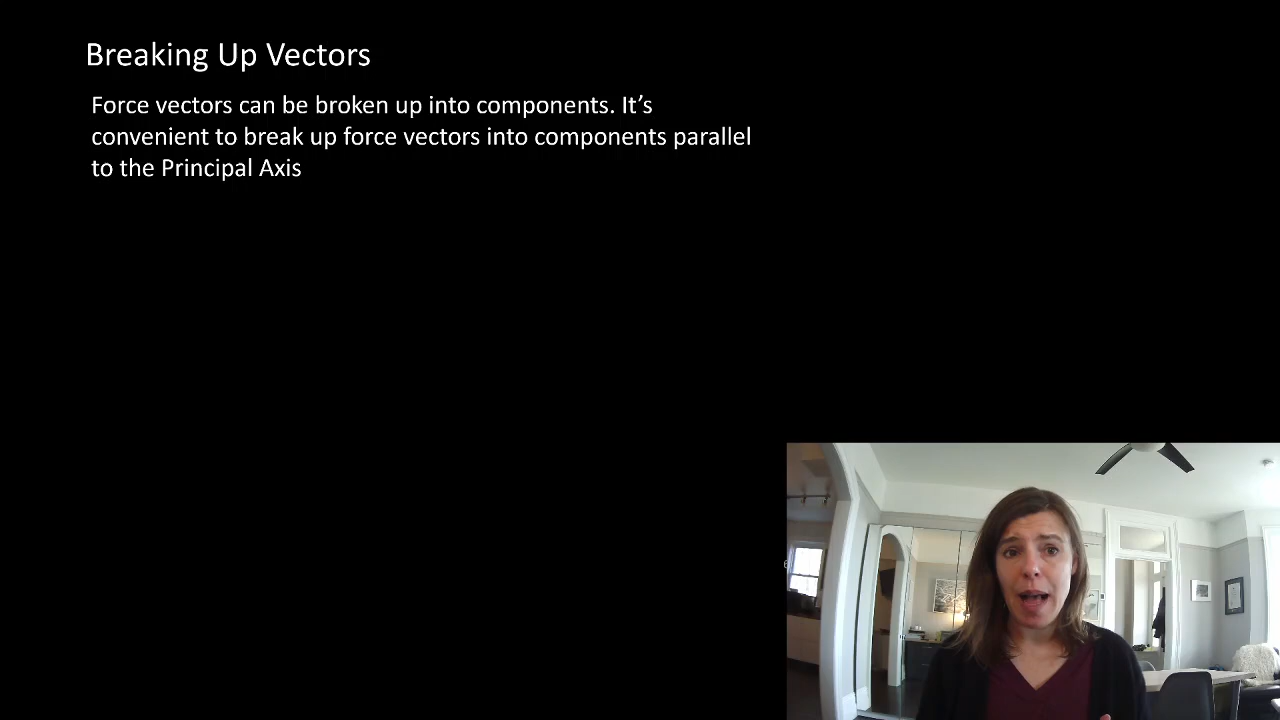 Breaking Up Vectors
Force vectors can be broken up into components. It’s
convenient to break up force vectors into components parallel
to the Principal Axis